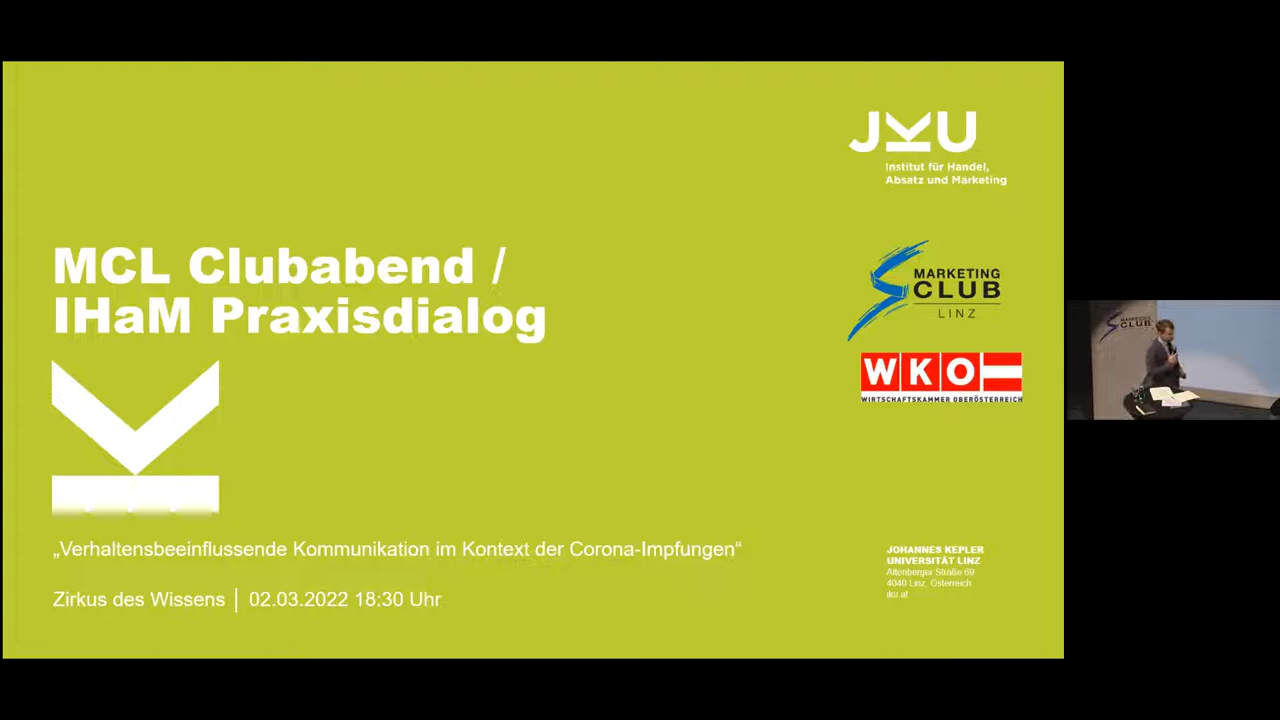 JKU
Institut für Handel,
Absatz und Marketing
MCL Clubabend /
IHaM Praxisdialog
MARKETING
CLUB
LINZ
WKO
WIRTSCHAFTSKAMMER OBERÖSTERREICH
„Verhaltensbeeinflussende Kommunikation im Kontext der Corona-Impfungen“
Zirkus des Wissens │ 02.03.2022 18:30 Uhr
JOHANNES KEPLER
UNIVERSITÄT LINZ
Altenberger Straße 69
4040 Linz, Österreich
jku.at
MARKETING
CLUB